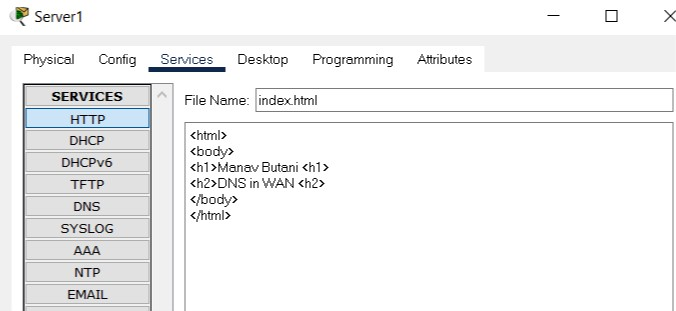 Server1
Physical Config Services Desktop Programming Attributes
SERVICES
HTTP
DHCP
DHCPv6
TFTP
DNS
SYSLOG
AAA
NTP
EMAIL
File Name: index.html
<html>
<body>
<h1>Manav Butani <h1>
<h2>DNS in WAN <h2>
</body>
</html>